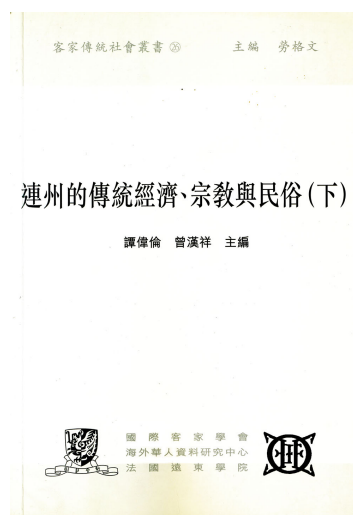 客家傳統社會叢書㉖ 主編 勞格文
連州的傳統經濟、宗教與民俗(下)
譚偉倫 曾漢祥 主編
國際客家學會
海外華人資料研究中心
法國遠東學院